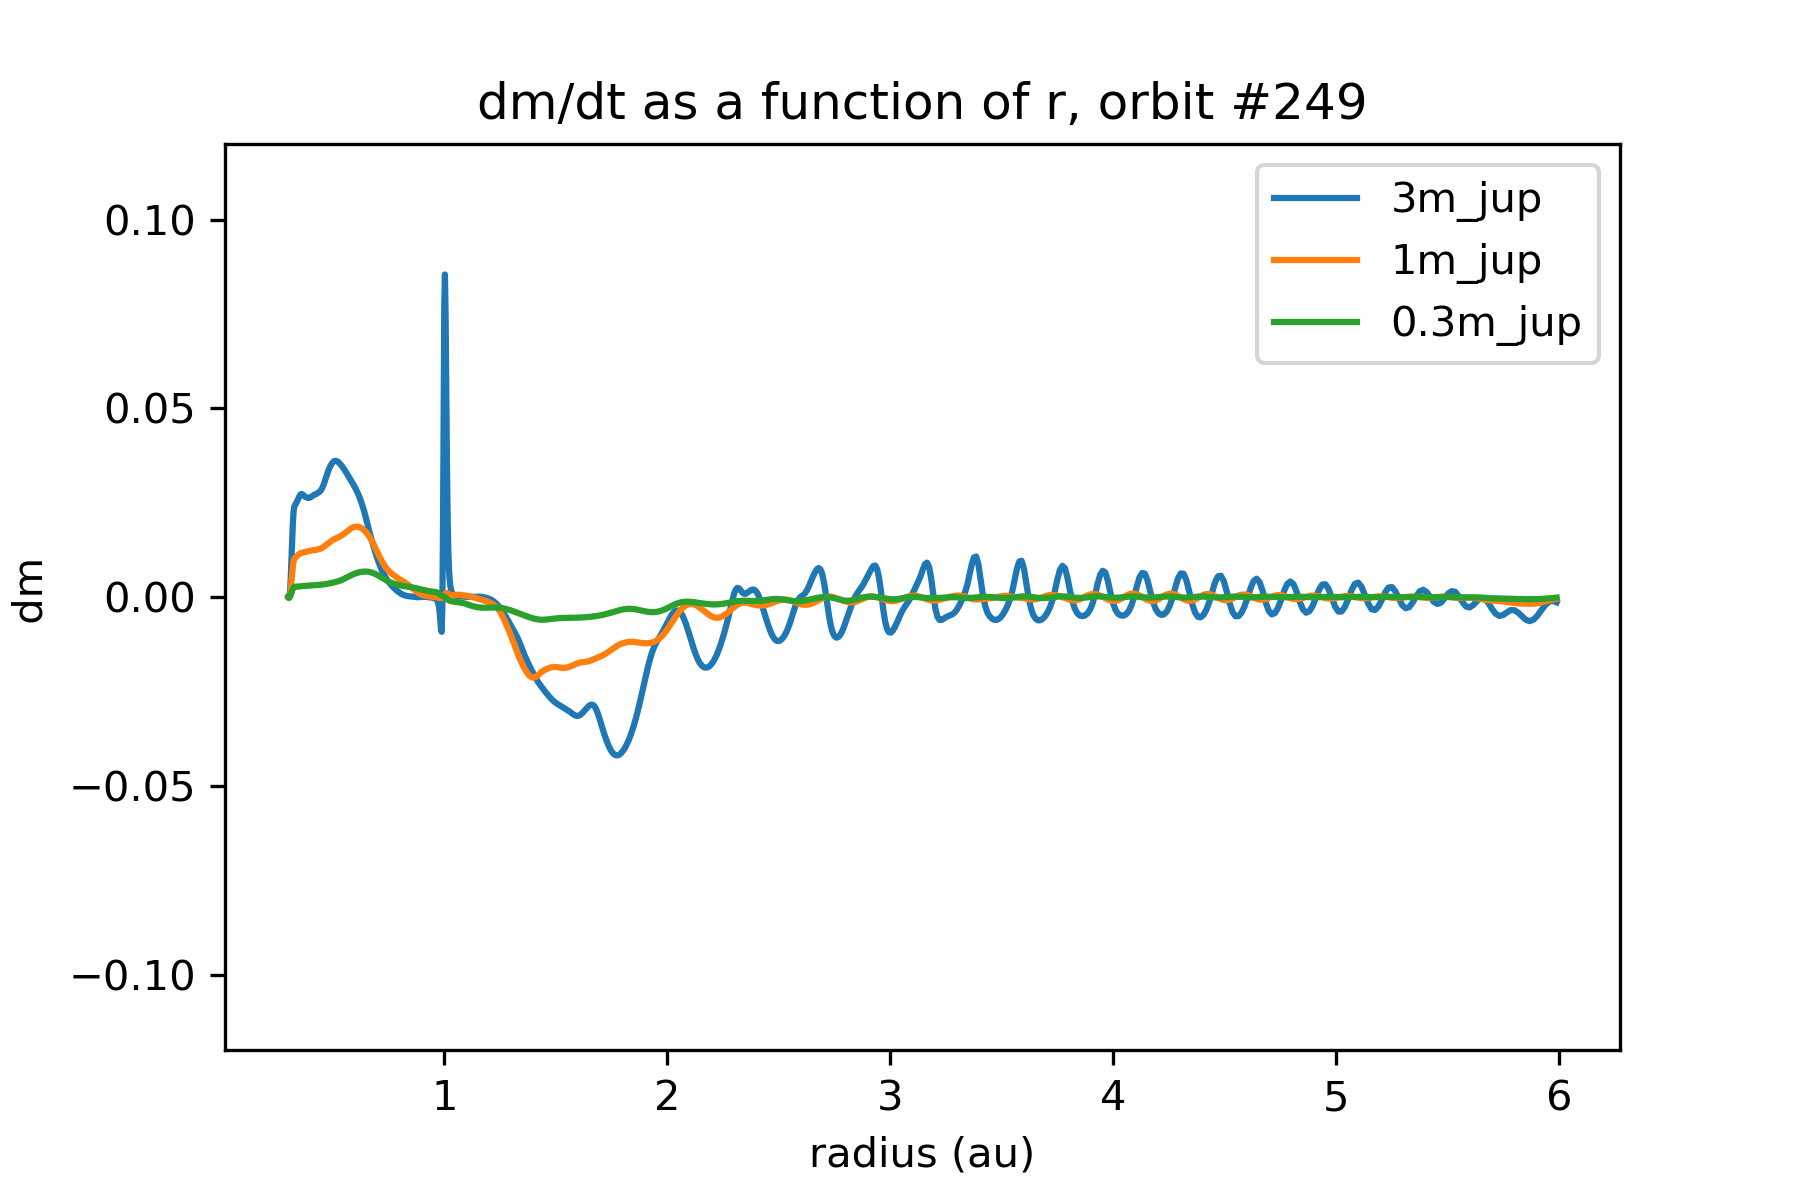 dm/dt as a function of r, orbit #249
3m_jup
1m_jup
0.3m_jup
dm
0.10
0.05
0.00
−0.05
−0.10
1 2 3 4 5 6
radius (au)